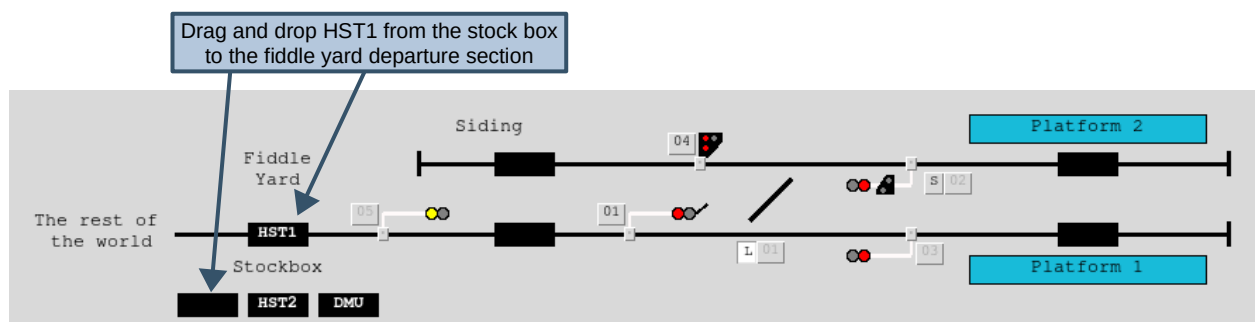 Drag and drop HST1 from the stock box
to the fiddle yard departure section
Siding
04
Platform 2
Fiddle
Yard
S 02
05
01
The rest of
the world
HST1
L 01
03
Stockbox
Platform 1
HST2
DMU